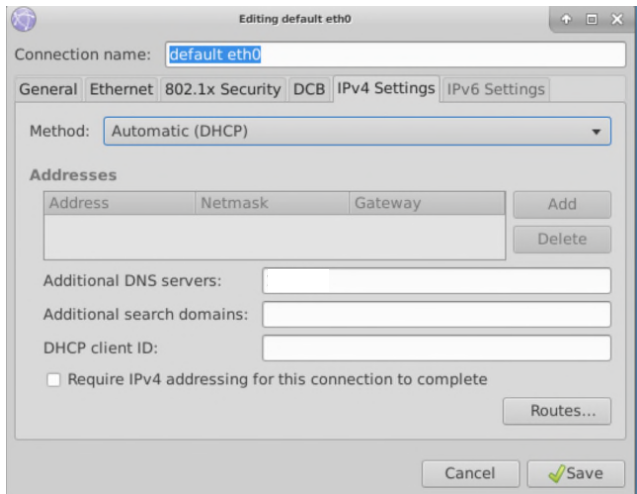 Editing default eth0
Connection name: default eth0
General Ethernet 802.1x Security DCB IPv4 Settings IPv6 Settings
Method: Automatic (DHCP)
Addresses
Address Netmask Gateway Add
Delete
Additional DNS servers:
Additional search domains:
DHCP client ID:
Require IPv4 addressing for this connection to complete
Routes...
Cancel Save